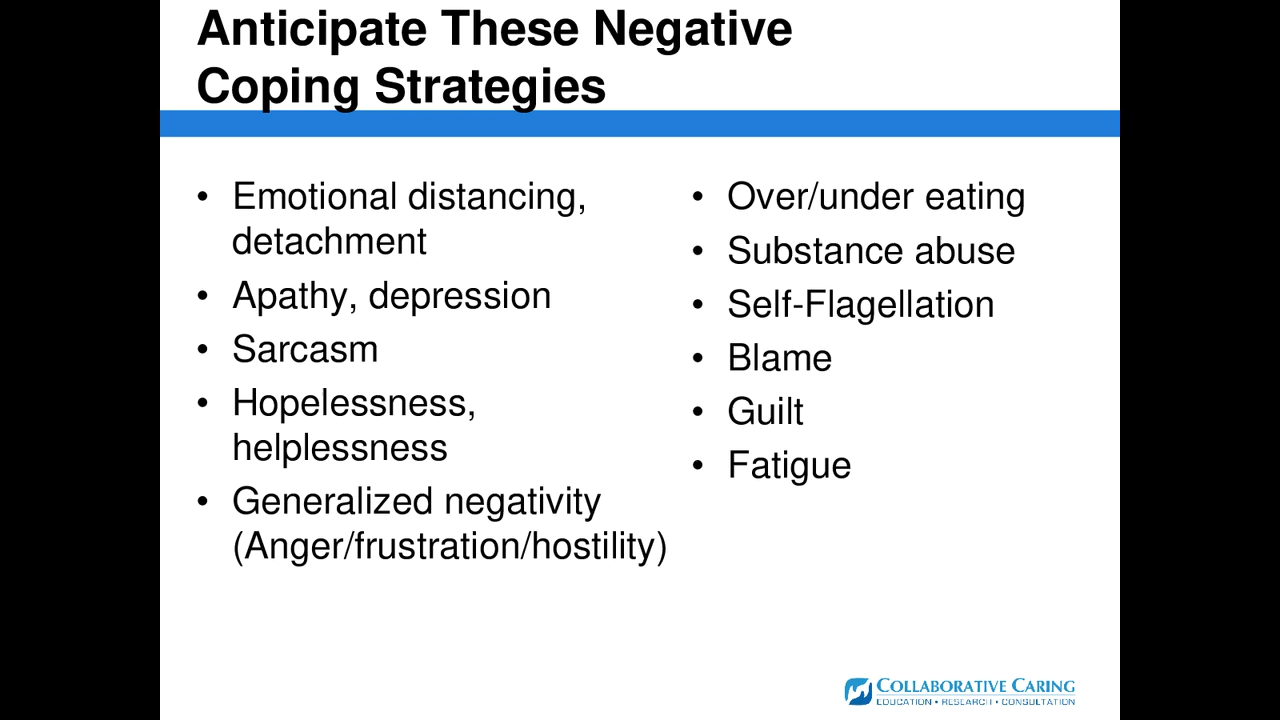 Anticipate These Negative
Coping Strategies
• Emotional distancing,
detachment
• Apathy, depression
• Sarcasm
• Hopelessness,
helplessness
• Generalized negativity
(Anger/frustration/hostility)
• Over/under eating
• Substance abuse
• Self-Flagellation
• Blame
• Guilt
• Fatigue
COLLABORATIVE CARING
EDUCATION • RESEARCH • CONSULTATION